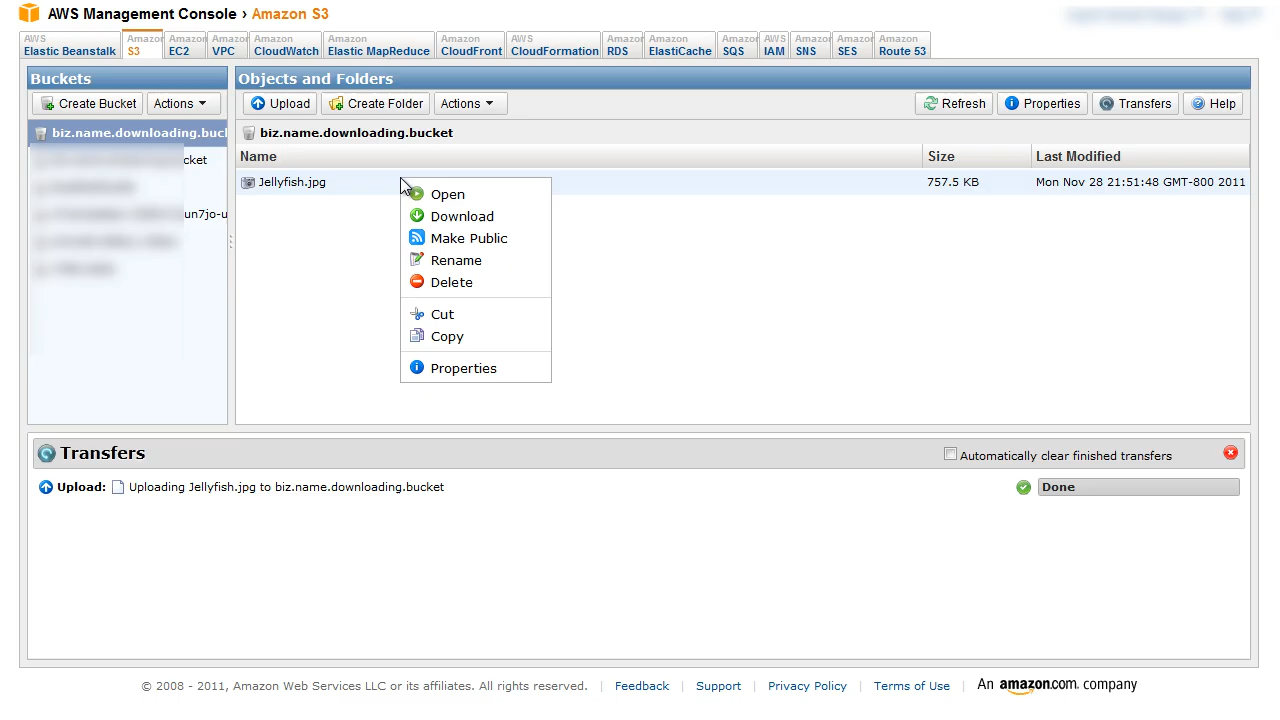 AWS Management Console › Amazon S3
AWS Elastic Beanstalk
Amazon S3
Amazon EC2
Amazon VPC
Amazon CloudWatch
Amazon Elastic MapReduce
Amazon CloudFront
AWS CloudFormation
Amazon RDS
Amazon ElastiCache
Amazon SQS
AWS IAM
Amazon SNS
Amazon SES
Amazon Route 53
Buckets
Create Bucket Actions
biz.name.downloading.buc
cket
un7jo-u
Objects and Folders
Upload Create Folder Actions Refresh Properties Transfers Help
biz.name.downloading.bucket
Name Size Last Modified
Jellyfish.jpg 757.5 KB Mon Nov 28 21:51:48 GMT-800 2011
Open
Download
Make Public
Rename
Delete
Cut
Copy
Properties
Transfers Automatically clear finished transfers
Upload: Uploading Jellyfish.jpg to biz.name.downloading.bucket Done
© 2008 - 2011, Amazon Web Services LLC or its affiliates. All rights reserved. | Feedback | Support | Privacy Policy | Terms of Use | An amazon.com. company